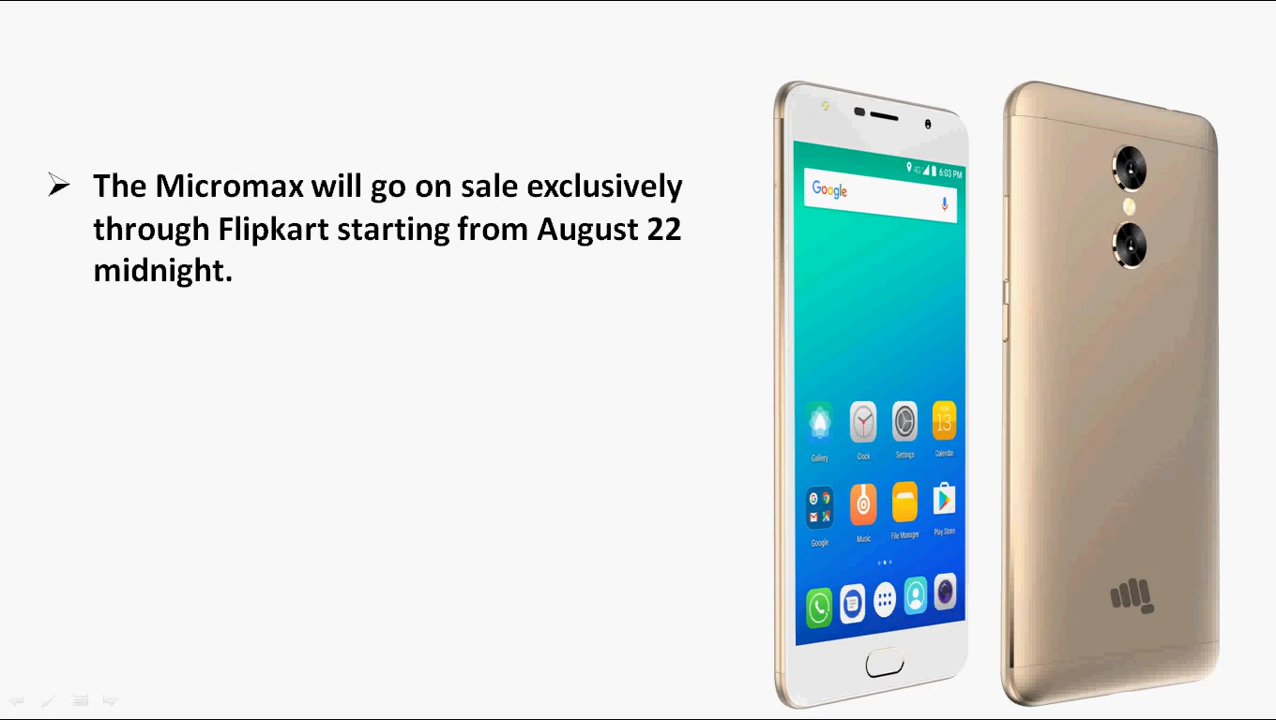 The Micromax will go on sale exclusively
through Flipkart starting from August 22
midnight.
4G 6:03 PM
Google
13
Gallery Clock Settings Calendar
Google Music File Manager Play Store